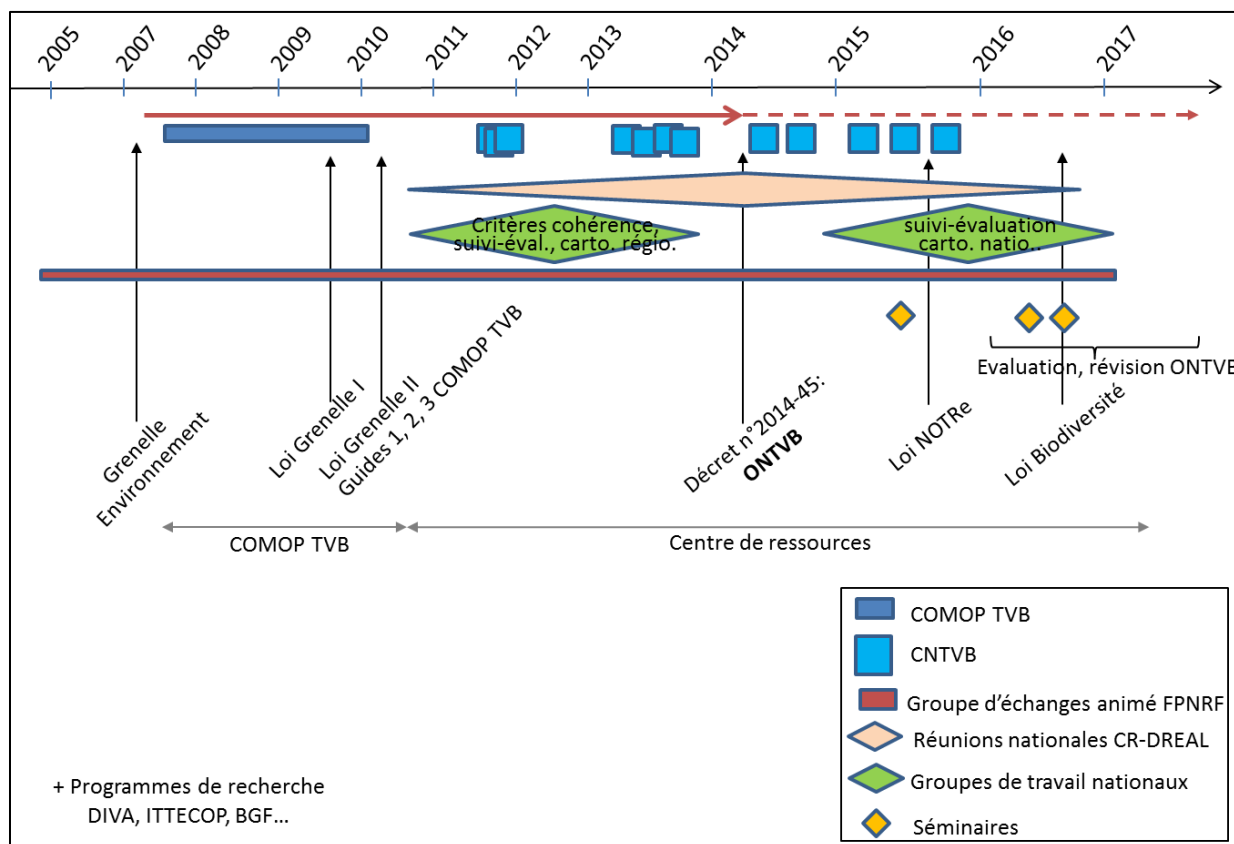 2005
2007
2008
2009
2010
2011
2012
2013
2014
2015
2016
2017
Critères cohérence,
suivi-éval., carto. régio.
suivi-évaluation
carto. natio..
Evaluation, révision ONTVB
Grenelle
Environnement
Loi Grenelle I
Loi Grenelle II
Guides 1, 2, 3 COMOP TVB
Décret n°2014-45:
ONTVB
Loi NOTRe
Loi Biodiversité
COMOP TVB
Centre de ressources
COMOP TVB
CNTVB
Groupe d'échanges animé FPNRF
Réunions nationales CR-DREAL
Groupes de travail nationaux
Séminaires
+ Programmes de recherche
DIVA, ITTECOP, BGF...